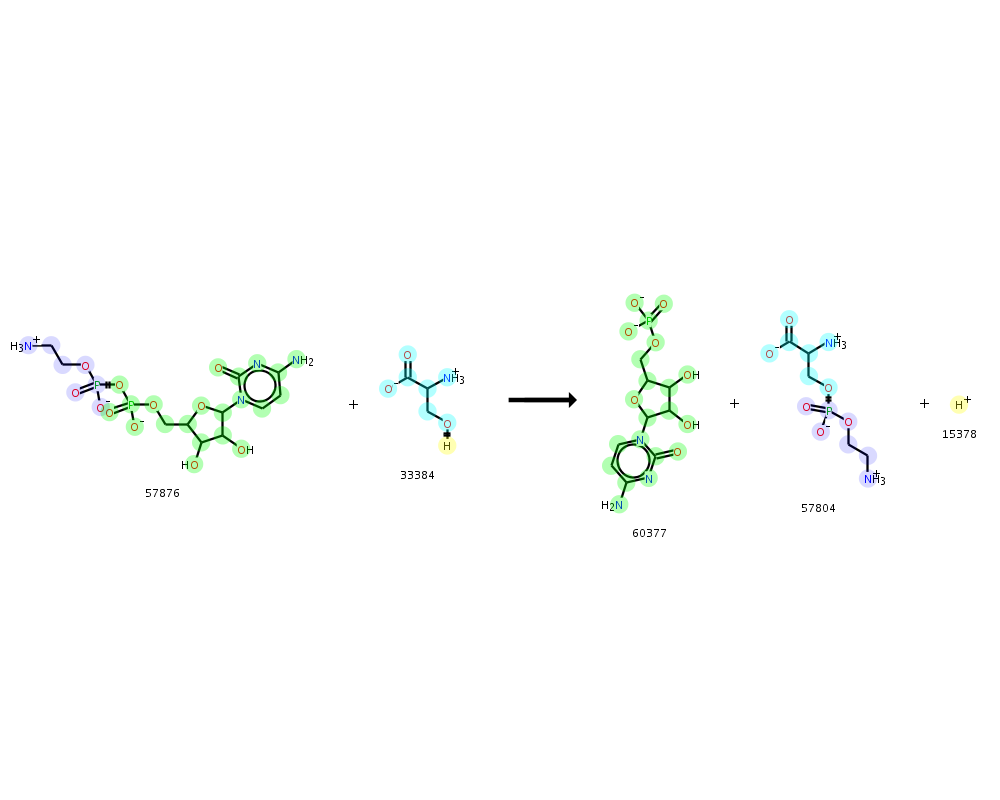 H3N+ O O P O O- O P O- O O O N O N NH2 OH HO
57876
+
O O- NH3+ O H
33384
O- O P O- O OH O OH N O N H2N
60377
+
O O- NH3+ O O P O- O NH3+
57804
+
H+
15378